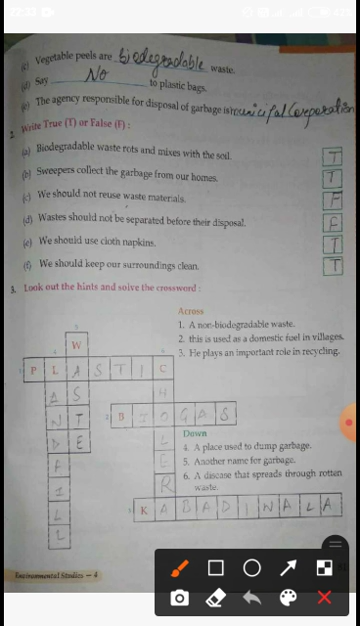 (c) Vegetable peels are biodegradable waste.
(d) Say No to plastic bags.
(e) The agency responsible for disposal of garbage is municipal Corporation
2. Write True (T) or False (F) :
(a) Biodegradable waste rots and mixes with the soil. T
(b) Sweepers collect the garbage from our homes. T
(c) We should not reuse waste materials. F
(d) Wastes should not be separated before their disposal. F
(e) We should use cloth napkins. T
(f) We should keep our surroundings clean. T
3. Look out the hints and solve the crossword :
Across
1. A non-biodegradable waste.
2. this is used as a domestic fuel in villages.
3. He plays an important role in recycling.
W
P L A S T I C
A S H
N T B I O G A S
D E L
F E
I R
L
L
Down
4. A place used to dump garbage.
5. Another name for garbage.
6. A disease that spreads through rotten
waste.
K A B A D I W A L A
Environmental Studies – 4